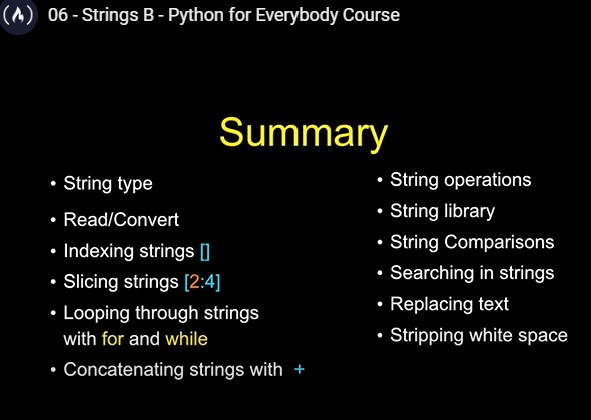 06 - Strings B - Python for Everybody Course
Summary
• String type
• Read/Convert
• Indexing strings []
• Slicing strings [2:4]
• Looping through strings
with for and while
• Concatenating strings with +
• String operations
• String library
• String Comparisons
• Searching in strings
• Replacing text
• Stripping white space